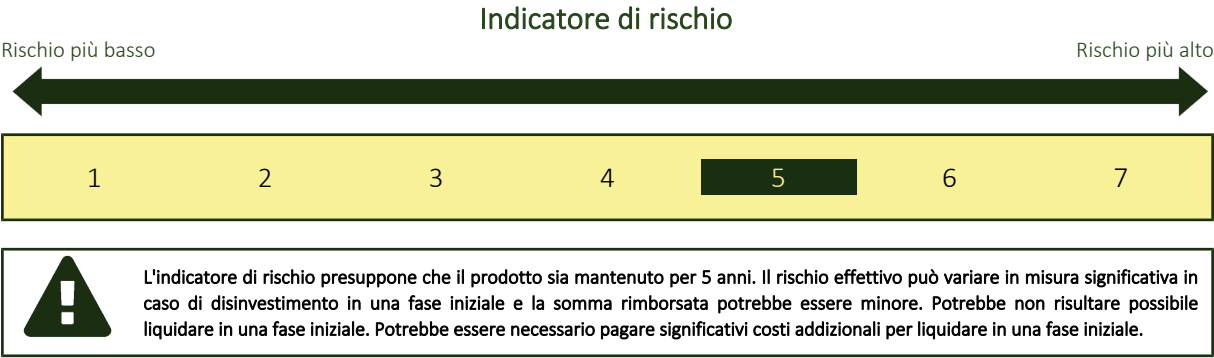 Indicatore di rischio
Rischio più basso Rischio più alto
1 2 3 4 5 6 7
L'indicatore di rischio presuppone che il prodotto sia mantenuto per 5 anni. Il rischio effettivo può variare in misura significativa in
caso di disinvestimento in una fase iniziale e la somma rimborsata potrebbe essere minore. Potrebbe non risultare possibile
liquidare in una fase iniziale. Potrebbe essere necessario pagare significativi costi addizionali per liquidare in una fase iniziale.